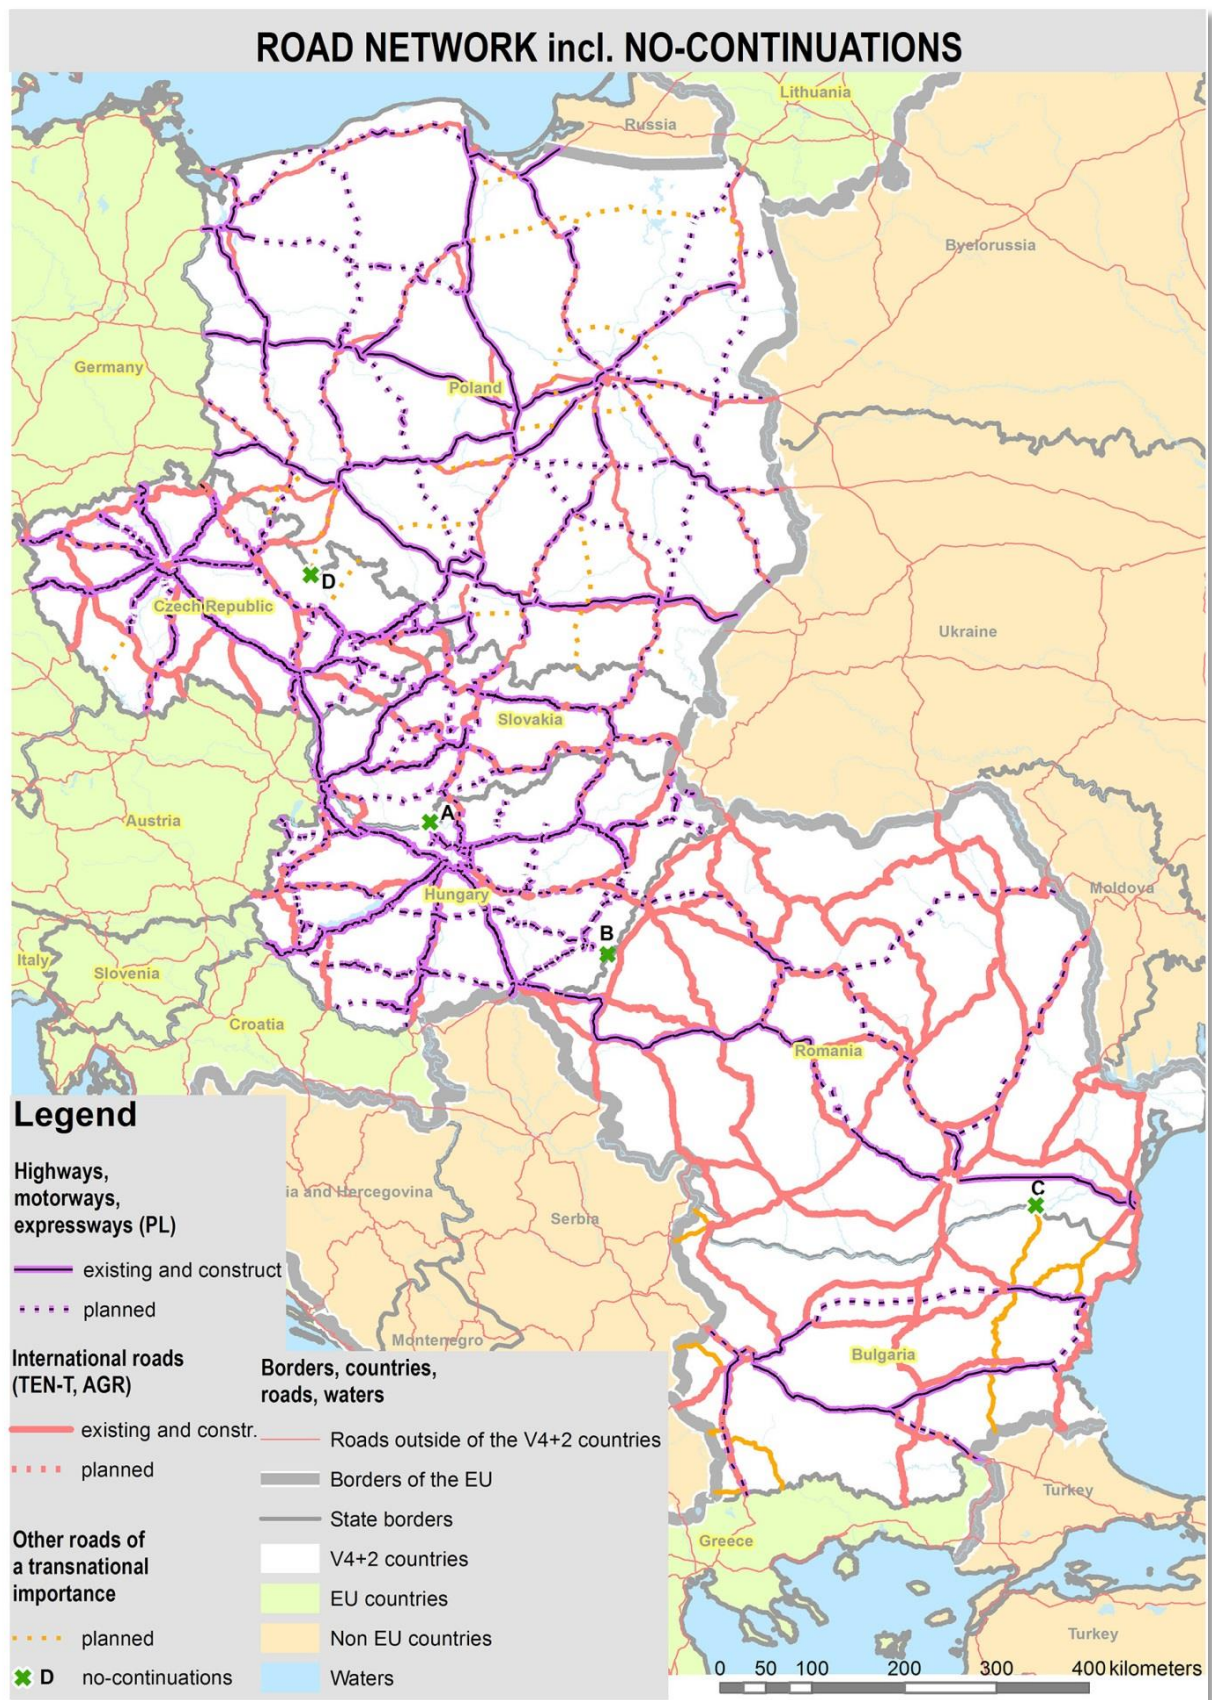 ROAD NETWORK incl. NO-CONTINUATIONS
Lithuania
Russia
Byelorussia
Germany
Poland
D
Czech Republic
Ukraine
Slovakia
Austria
A
Hungary
Moldova
B
Italy
Slovenia
Croatia
Romania
C
ia and Hercegovina
Serbia
Montenegro
Bulgaria
Turkey
Greece
Turkey
Legend
Highways,
motorways,
expressways (PL)
existing and construct
planned
International roads
(TEN-T, AGR)
existing and constr.
planned
Other roads of
a transnational
importance
planned
D no-continuations
Borders, countries,
roads, waters
Roads outside of the V4+2 countries
Borders of the EU
State borders
V4+2 countries
EU countries
Non EU countries
Waters
0 50 100 200 300 400 kilometers